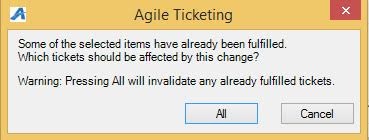 Agile Ticketing
Some of the selected items have already been fulfilled.
Which tickets should be affected by this change?
Warning: Pressing All will invalidate any already fulfilled tickets.
All
Cancel